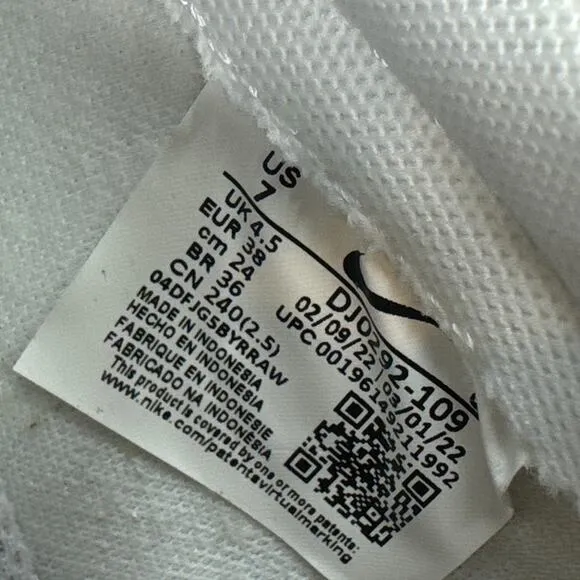 US
7
UK 4.5
EUR 38
cm 24
BR 36
CN 240(2.5)
04DFJG5BYRRAW
MADE IN INDONESIA
HECHO EN INDONESIA
FABRIQUE EN INDONESIE
FABRICADO NA INDONESIA
This product is covered by one or more patents:
www.nike.com/patentsvirtualmarking
DJ0292-109
02/09/22 03/01/22
UPC 00196149211992